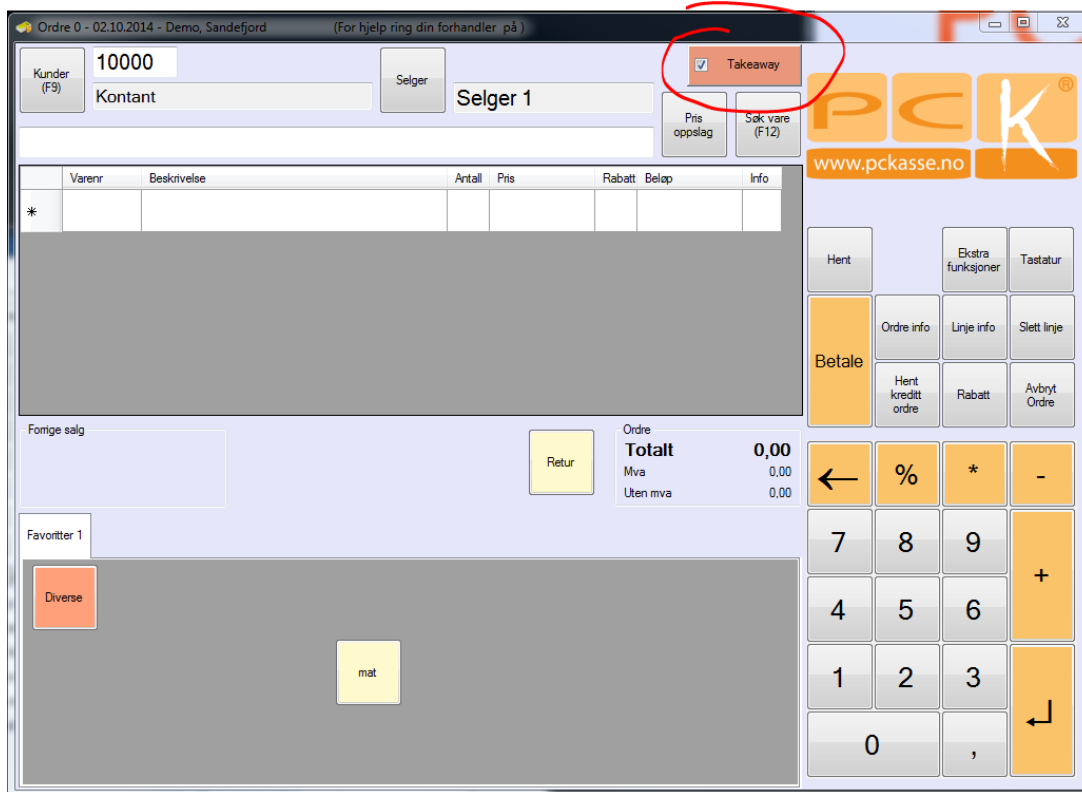 Ordre 0 - 02.10.2014 - Demo, Sandefjord (For hjelp ring din forhandler på )
Kunder
(F9)
10000
Kontant
Selger
Selger 1
Takeaway
Pris
oppslag
Søk vare
(F12)
PCK®
www.pckasse.no
Varenr Beskrivelse Antall Pris Rabatt Beløp Info
*
Hent
Ekstra
funksjoner
Tastatur
Betale
Ordre info
Linje info
Slett linje
Hent
kreditt
ordre
Rabatt
Avbryt
Ordre
Forrige salg
Retur
Ordre
Totalt 0,00
Mva 0,00
Uten mva 0,00
← % * -
7 8 9 +
4 5 6
1 2 3
0 ,
Favoritter 1
Diverse
mat